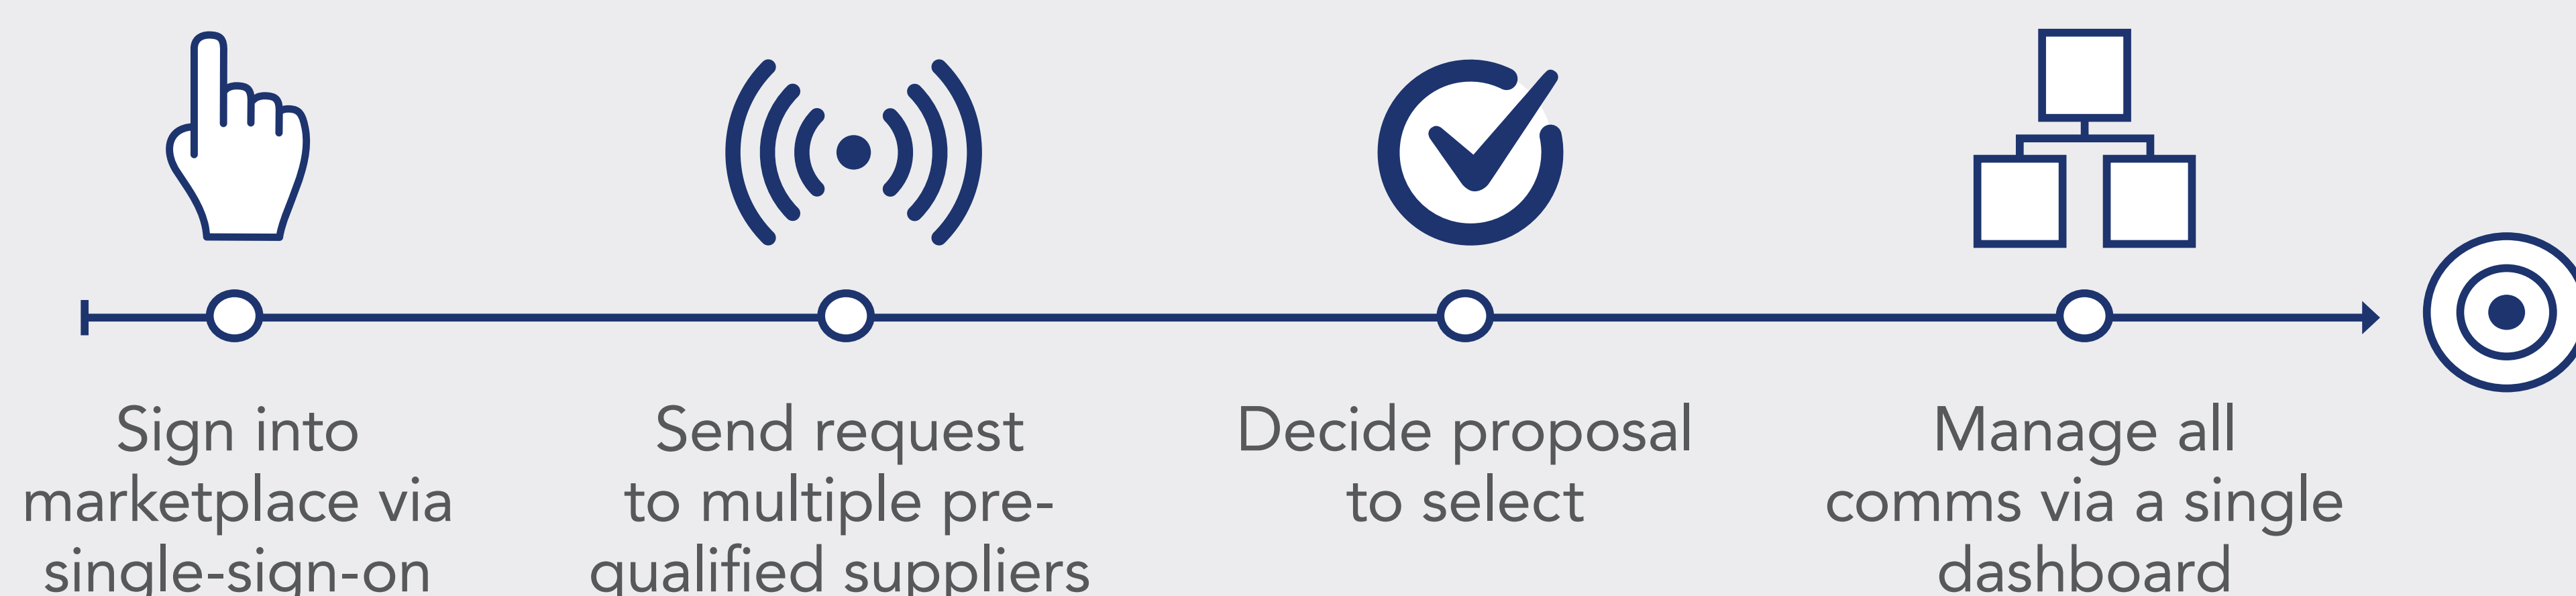 Sign into
marketplace via
single-sign-on
Send request
to multiple pre-
qualified suppliers
Decide proposal
to select
Manage all
comms via a single
dashboard